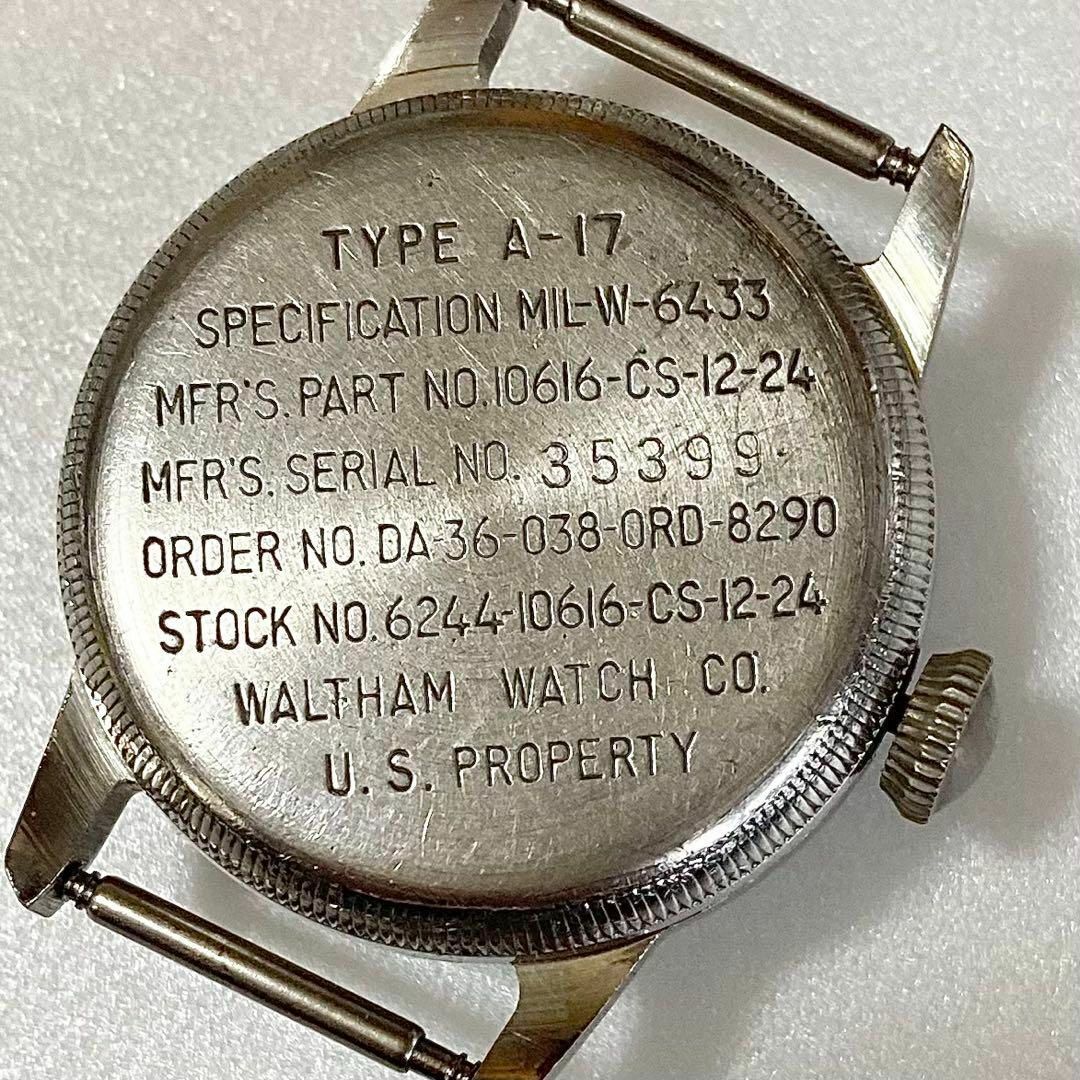 TYPE A-17
SPECIFICATION MIL-W-6433
MFR'S. PART NO. 10616-CS-12-24
MFR'S. SERIAL NO. 35399
ORDER NO. DA-36-038-ORD-8290
STOCK NO. 6244-10616-CS-12-24
WALTHAM WATCH CO.
U. S. PROPERTY